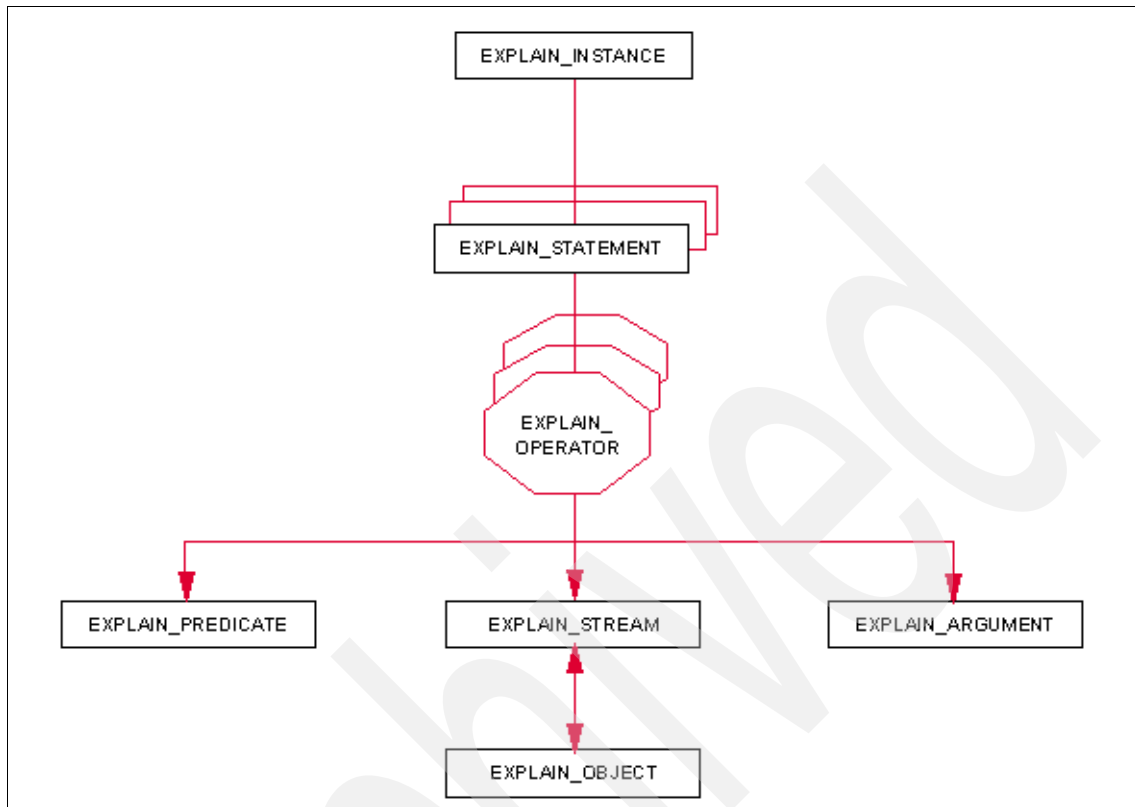 EXPLAIN_INSTANCE
EXPLAIN_STATEMENT
EXPLAIN_
OPERATOR
EXPLAIN_PREDICATE
EXPLAIN_STREAM
EXPLAIN_ARGUMENT
EXPLAIN_OBJECT